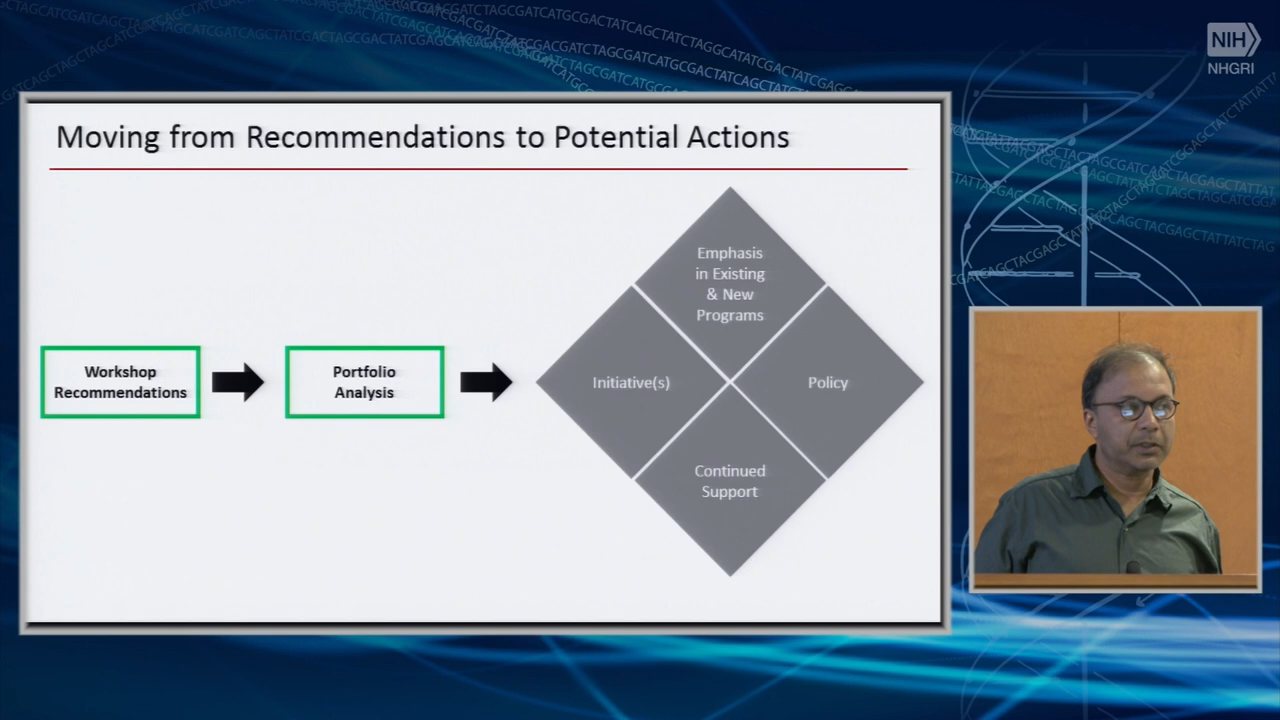 NIH
NHGRI
Moving from Recommendations to Potential Actions
Workshop
Recommendations
Portfolio
Analysis
Emphasis
in Existing
& New
Programs
Initiative(s)
Policy
Continued
Support